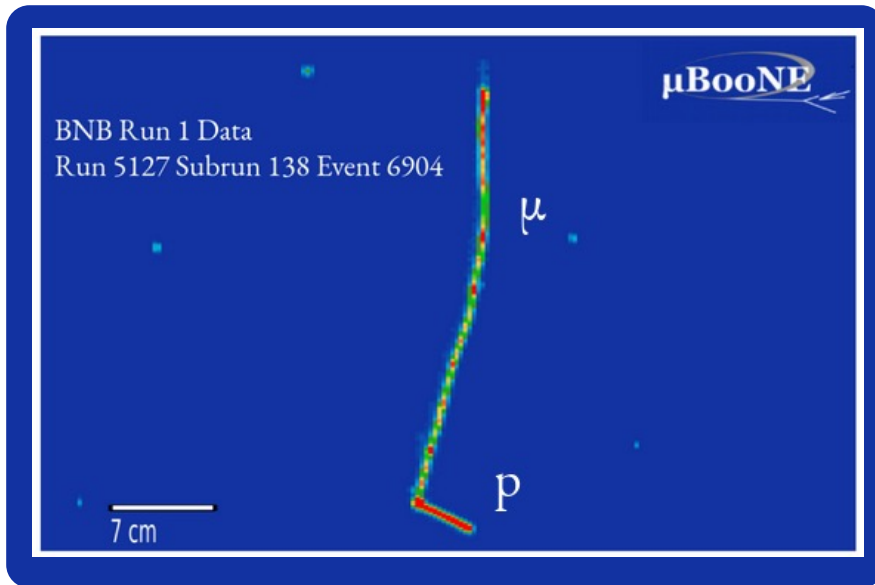 μBooNE
BNB Run 1 Data
Run 5127 Subrun 138 Event 6904
μ
p
7 cm